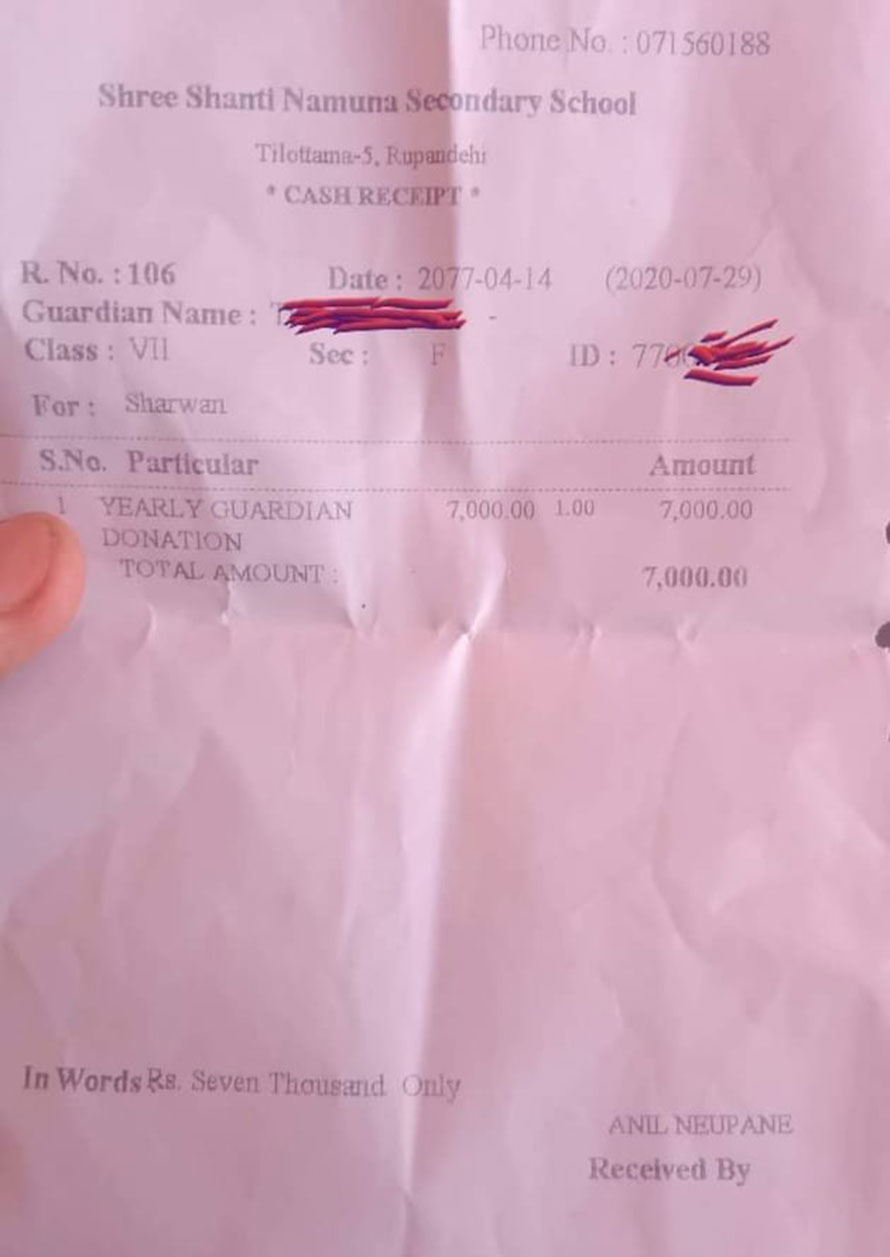 Phone No. : 071560188
Shree Shanti Namuna Secondary School
Tilottama-5, Rupandehi
* CASH RECEIPT *
R. No. : 106 Date : 2077-04-14 (2020-07-29)
Guardian Name : -
Class : VII Sec : F ID :
For : Sharwan
S.No. Particular Amount
1 YEARLY GUARDIAN 7,000.00 1.00 7,000.00
DONATION
TOTAL AMOUNT : 7,000.00
In Words Rs. Seven Thousand Only
ANIL NEUPANE
Received By